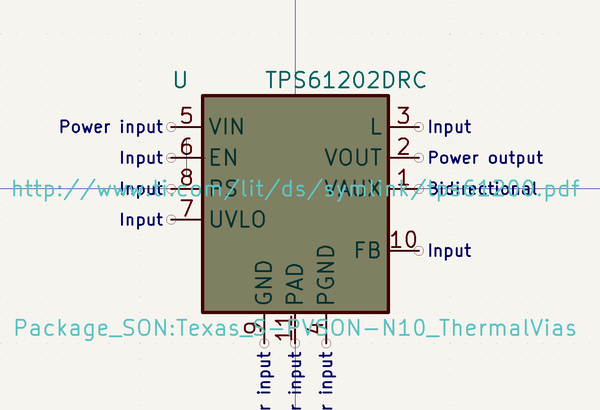 U TPS61202DRC
Power input 5 VIN L 3 Input
Input 6 EN VOUT 2 Power output
Input 8 PS VAUX 1 Bidirectional
http://www.ti.com/lit/ds/symlink/tps61200.pdf
Input 7 UVLO
FB 10 Input
GND PAD PGND
9 11 4
Package_SON:Texas_S-PVSON-N10_ThermalVias
input input input